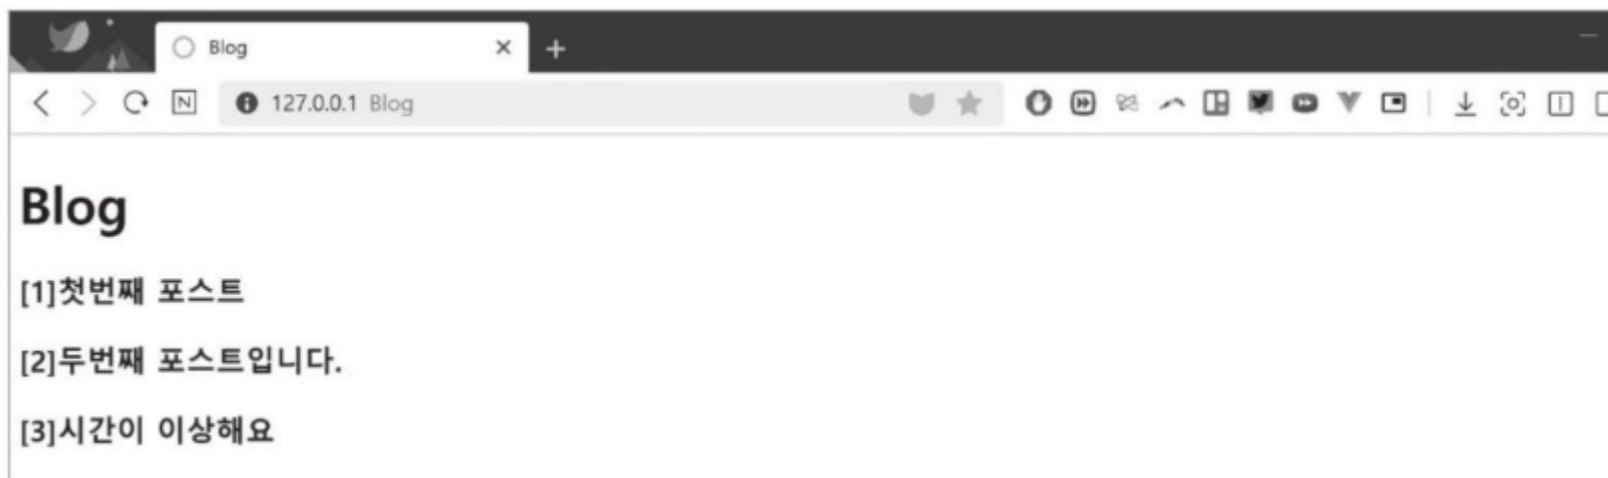 Blog
127.0.0.1 Blog
Blog
[1]첫번째 포스트
[2]두번째 포스트입니다.
[3]시간이 이상해요